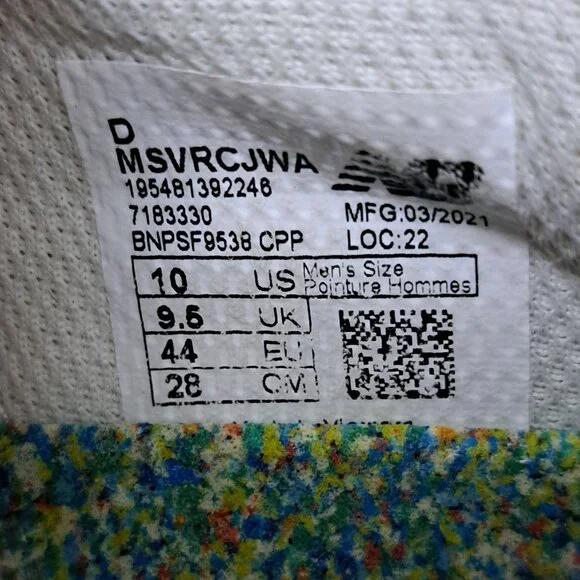 D
MSVRCJWA
195481392246
7183330 MFG:03/2021
BNPSF9538 CPP LOC:22
10 US Men's Size
Pointure Hommes
9.5 UK
44 EU
28 CM